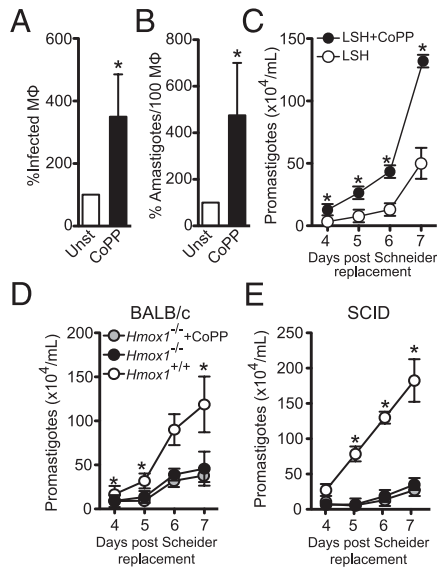 A
%Infected MΦ
600
400
200
0
*
Unst
CoPP
B
% Amastigotes/100 MΦ
800
600
400
200
0
*
Unst
CoPP
C
Promastigotes (x10⁴/mL)
150
100
50
0
LSH+CoPP
LSH
* * * *
4 5 6 7
Days post Schneider
replacement
D
BALB/c
Promastigotes (x10⁴/mL)
200
150
100
50
0
Hmox1-/-+CoPP
Hmox1-/-
Hmox1+/+
* * *
4 5 6 7
Days post Scheider
replacement
E
SCID
Promastigotes (x10⁴/mL)
250
200
150
100
50
0
* * *
4 5 6 7
Days post Scheider
replacement